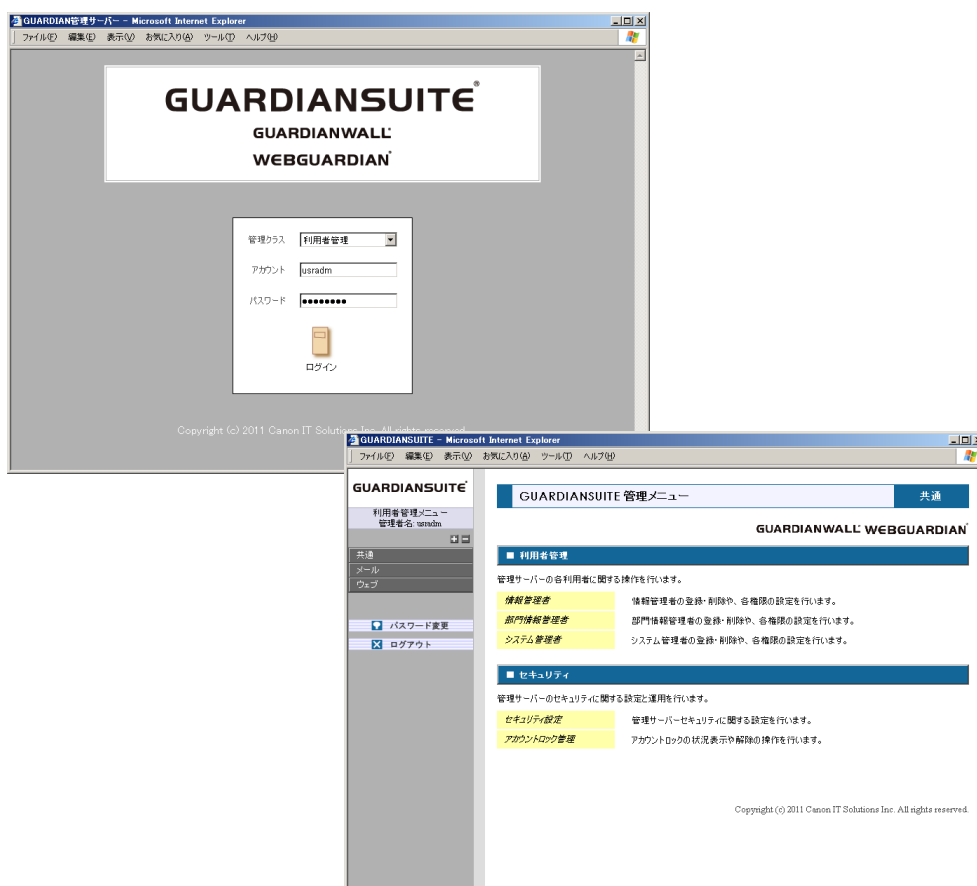 GUARDIAN管理サーバー - Microsoft Internet Explorer
ファイル(F) 編集(E) 表示(V) お気に入り(A) ツール(T) ヘルプ(H)
GUARDIANSUITE®
GUARDIANWALL
WEBGUARDIAN
管理クラス 利用者管理
アカウント usradm
パスワード ●●●●●●●●
ログイン
Copyright (c) 2011 Canon IT Solutions Inc. All rights reserved.
GUARDIANSUITE - Microsoft Internet Explorer
ファイル(F) 編集(E) 表示(V) お気に入り(A) ツール(T) ヘルプ(H)
GUARDIANSUITE
利用者管理メニュー
管理者名: usradm
共通
メール
ウェブ
パスワード変更
ログアウト
GUARDIANSUITE 管理メニュー 共通
GUARDIANWALL WEBGUARDIAN
■ 利用者管理
管理サーバーの各利用者に関する操作を行います。
情報管理者 情報管理者の登録・削除や、各権限の設定を行います。
部門情報管理者 部門情報管理者の登録・削除や、各権限の設定を行います。
システム管理者 システム管理者の登録・削除や、各権限の設定を行います。
■ セキュリティ
管理サーバーのセキュリティに関する設定と運用を行います。
セキュリティ設定 管理サーバーセキュリティに関する設定を行います。
アカウントロック管理 アカウントロックの状況表示や解除の操作を行います。
Copyright (c) 2011 Canon IT Solutions Inc. All rights reserved.